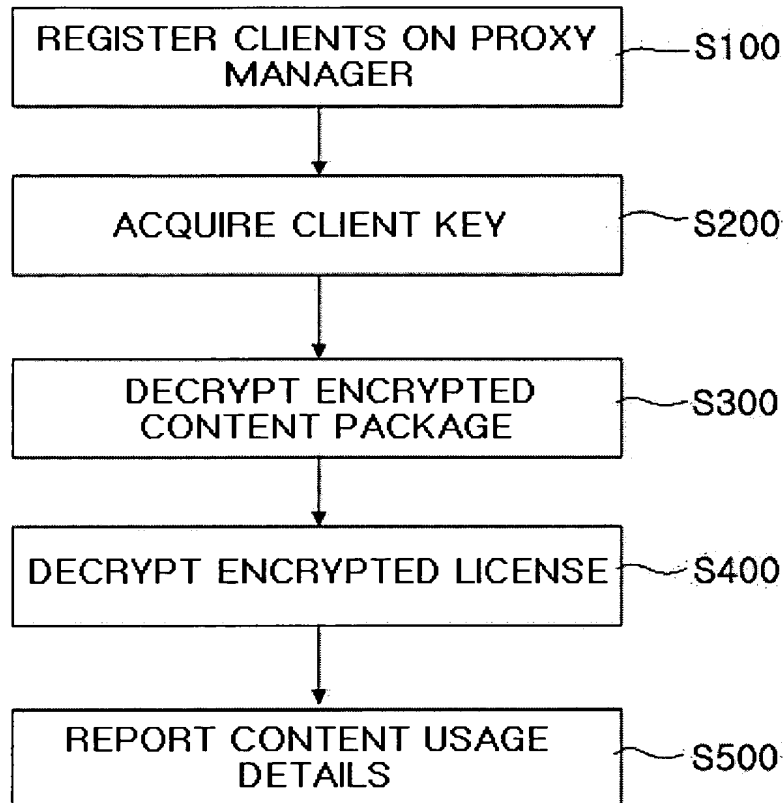 REGISTER CLIENTS ON PROXY
MANAGER
S100
ACQUIRE CLIENT KEY
S200
DECRYPT ENCRYPTED
CONTENT PACKAGE
S300
DECRYPT ENCRYPTED LICENSE
S400
REPORT CONTENT USAGE
DETAILS
S500